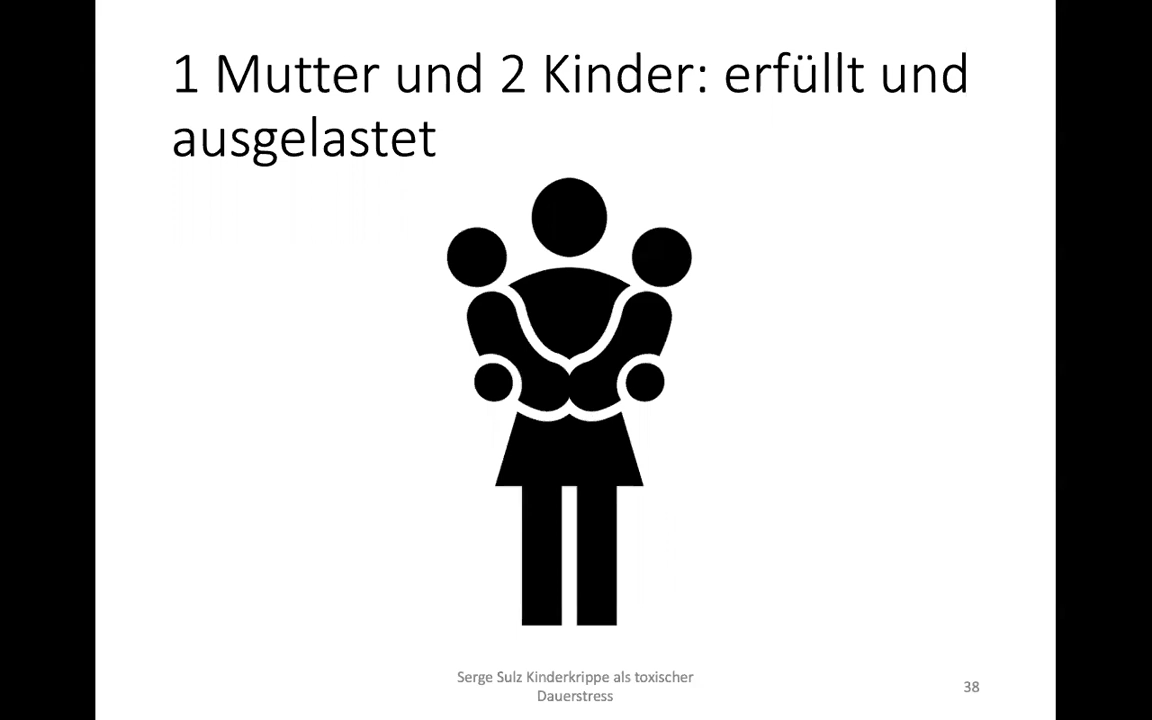 1 Mutter und 2 Kinder: erfüllt und
ausgelastet
Serge Sulz Kinderkrippe als toxischer
Dauerstress
38